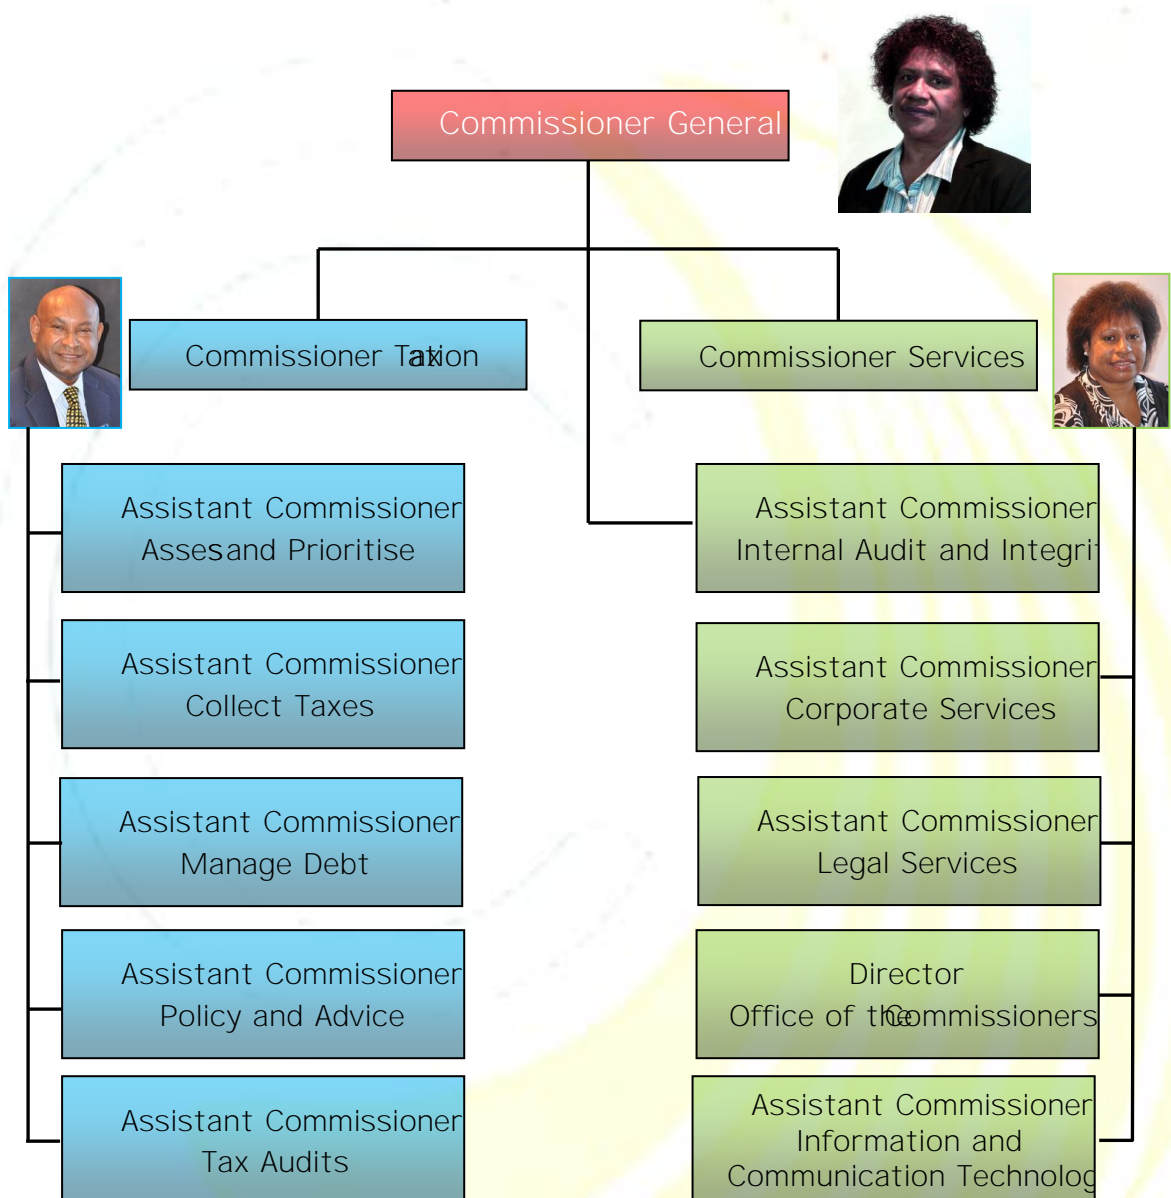 Commissioner General
Commissioner Taxation
Commissioner Services
Assistant Commissioner
Assess and Prioritise
Assistant Commissioner
Collect Taxes
Assistant Commissioner
Manage Debt
Assistant Commissioner
Policy and Advice
Assistant Commissioner
Tax Audits
Assistant Commissioner
Internal Audit and Integrit
Assistant Commissioner
Corporate Services
Assistant Commissioner
Legal Services
Director
Office of the Commissioners
Assistant Commissioner
Information and
Communication Technolog